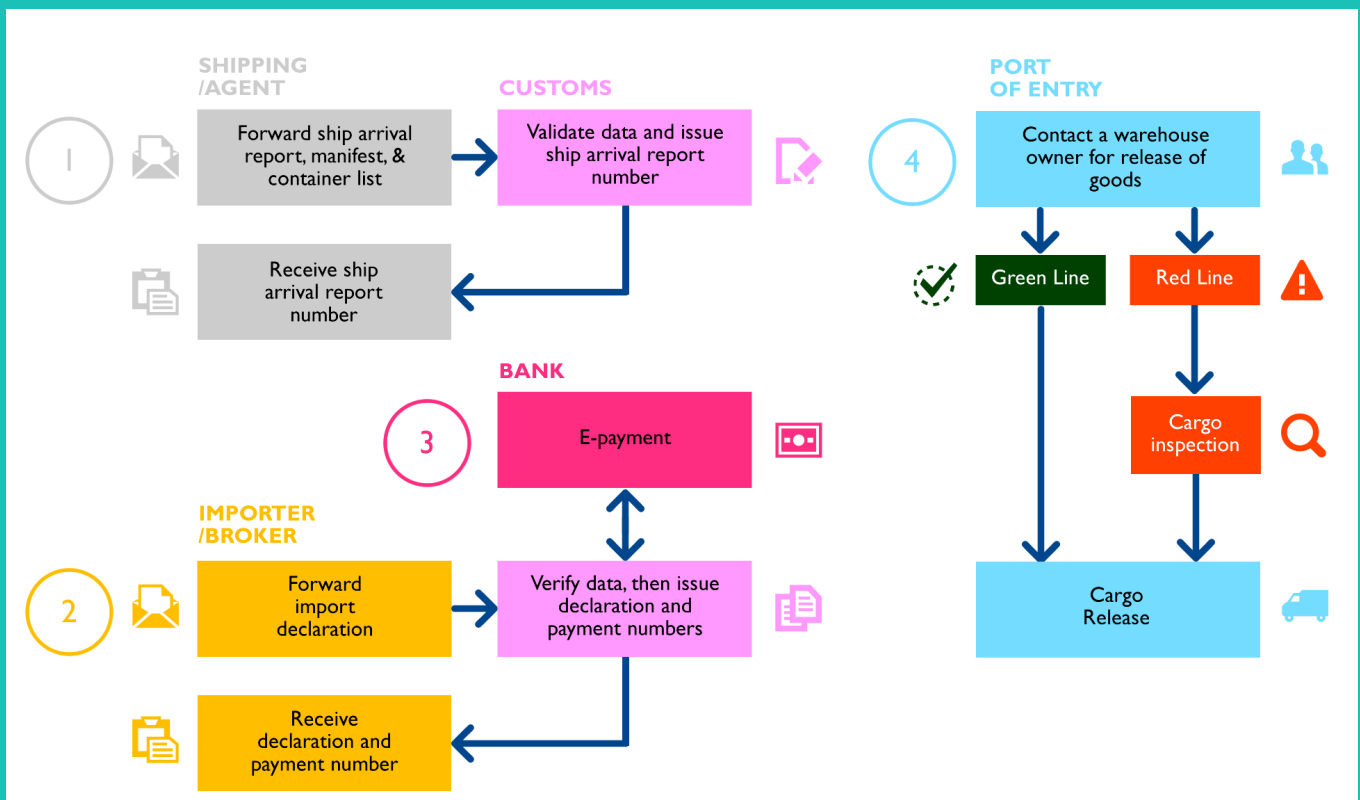 SHIPPING
/AGENT
1
Forward ship arrival
report, manifest, &
container list
CUSTOMS
Validate data and issue
ship arrival report
number
Receive ship
arrival report
number
BANK
3
E-payment
IMPORTER
/BROKER
2
Forward
import
declaration
Verify data, then issue
declaration and
payment numbers
Receive
declaration and
payment number
PORT
OF ENTRY
4
Contact a warehouse
owner for release of
goods
Green Line
Red Line
Cargo
inspection
Cargo
Release